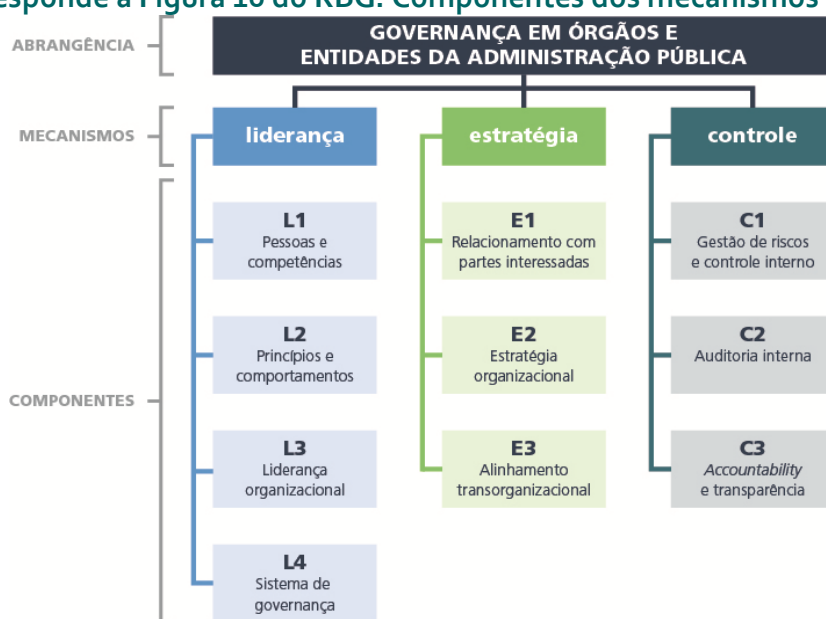 esponde à Figura 10 do RBG: Componentes dos mecanismos
ABRANGÊNCIA
GOVERNANÇA EM ÓRGÃOS E
ENTIDADES DA ADMINISTRAÇÃO PÚBLICA
MECANISMOS
liderança
estratégia
controle
COMPONENTES
L1
Pessoas e
competências
E1
Relacionamento com
partes interessadas
C1
Gestão de riscos
e controle interno
L2
Princípios e
comportamentos
E2
Estratégia
organizacional
C2
Auditoria interna
L3
Liderança
organizacional
E3
Alinhamento
transorganizacional
C3
Accountability
e transparência
L4
Sistema de
governança